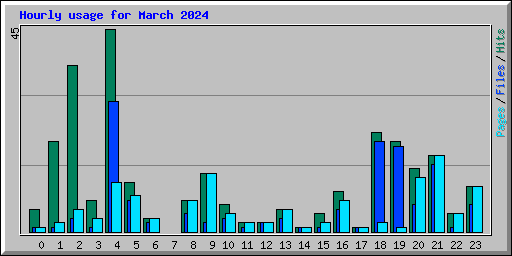 Hourly usage for March 2024
45
Pages/Files/Hits
0 1 2 3 4 5 6 7 8 9 10 11 12 13 14 15 16 17 18 19 20 21 22 23